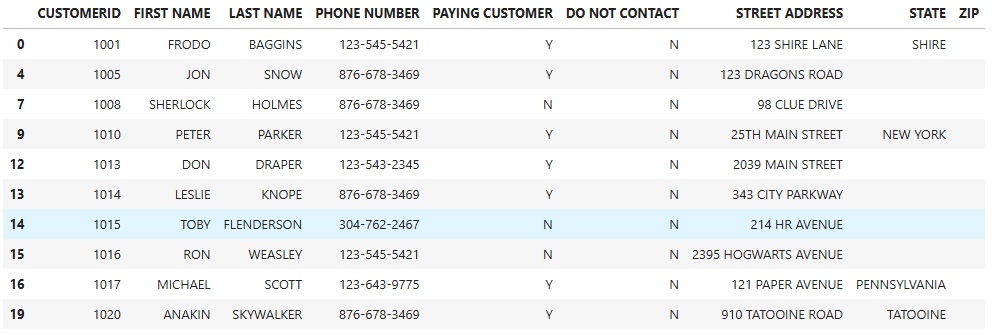 CUSTOMERID FIRST NAME LAST NAME PHONE NUMBER PAYING CUSTOMER DO NOT CONTACT STREET ADDRESS STATE ZIP
0 1001 FRODO BAGGINS 123-545-5421 Y N 123 SHIRE LANE SHIRE
4 1005 JON SNOW 876-678-3469 Y N 123 DRAGONS ROAD
7 1008 SHERLOCK HOLMES 876-678-3469 N N 98 CLUE DRIVE
9 1010 PETER PARKER 123-545-5421 Y N 25TH MAIN STREET NEW YORK
12 1013 DON DRAPER 123-543-2345 Y N 2039 MAIN STREET
13 1014 LESLIE KNOPE 876-678-3469 Y N 343 CITY PARKWAY
14 1015 TOBY FLENDERSON 304-762-2467 N N 214 HR AVENUE
15 1016 RON WEASLEY 123-545-5421 N N 2395 HOGWARTS AVENUE
16 1017 MICHAEL SCOTT 123-643-9775 Y N 121 PAPER AVENUE PENNSYLVANIA
19 1020 ANAKIN SKYWALKER 876-678-3469 Y N 910 TATOOINE ROAD TATOOINE